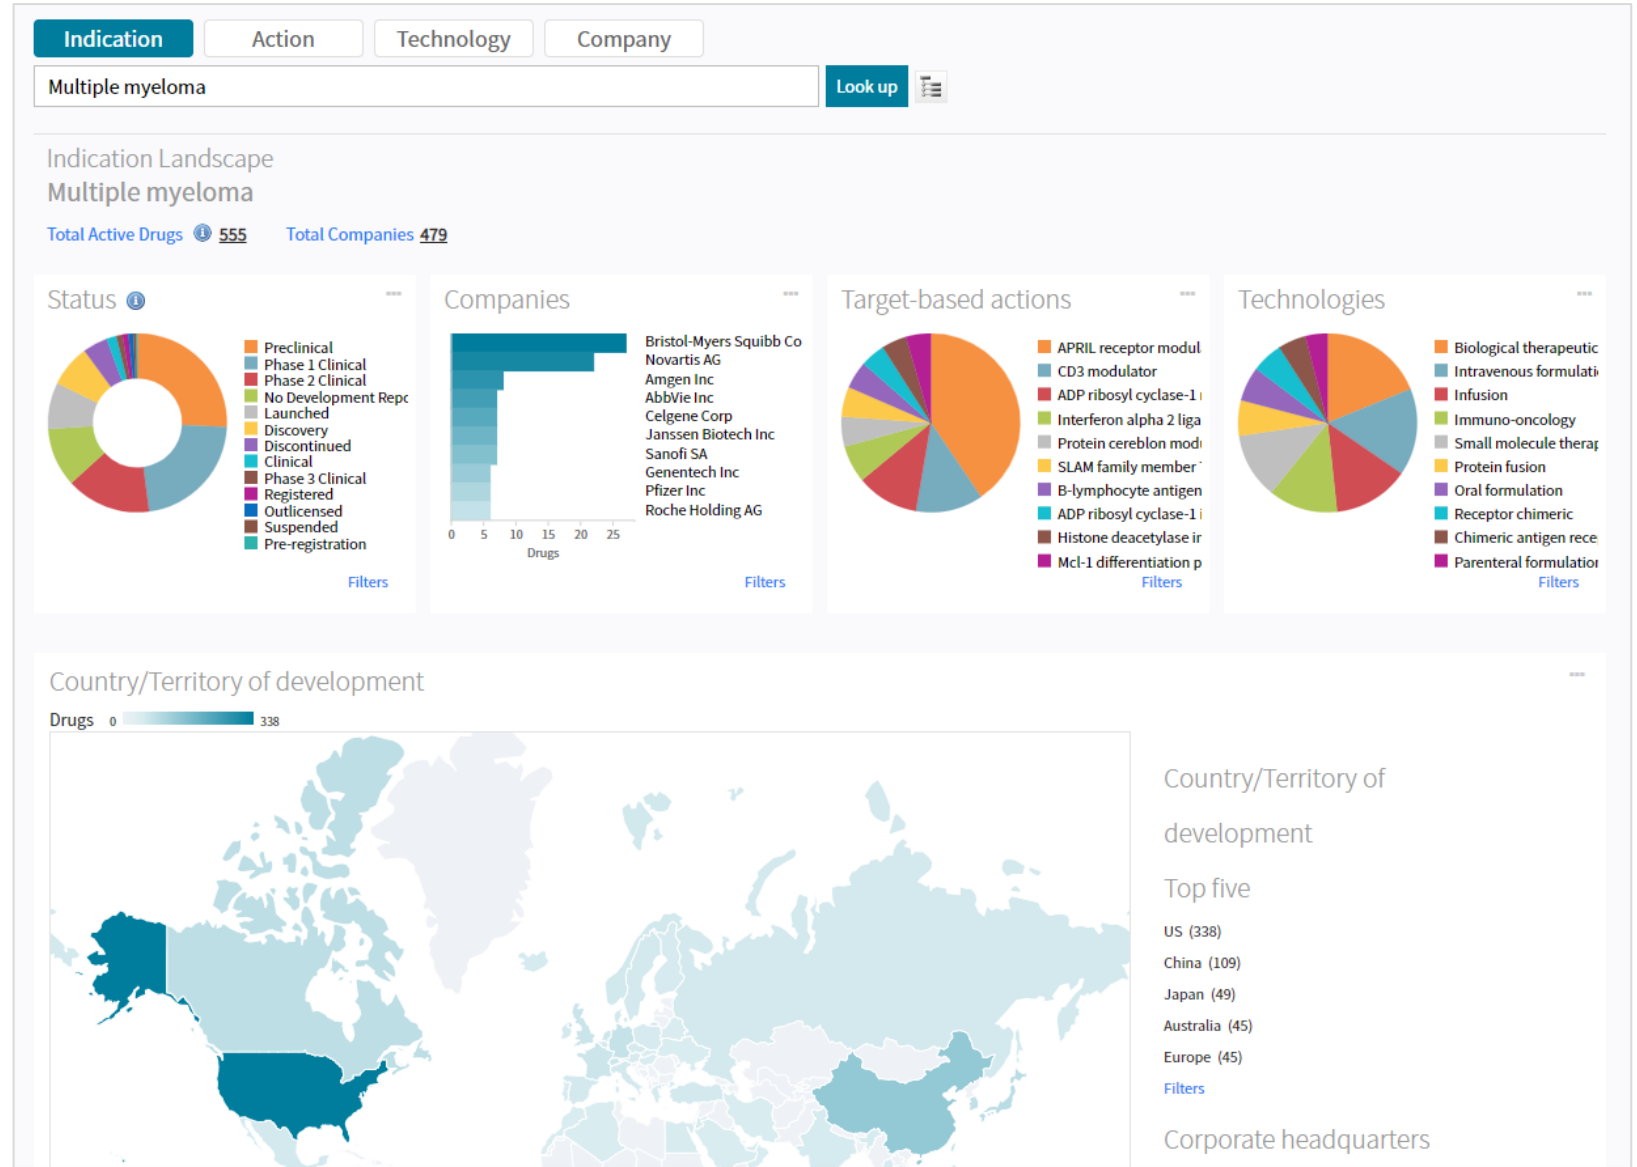 Indication Action Technology Company
Multiple myeloma Look up
Indication Landscape
Multiple myeloma
Total Active Drugs 555 Total Companies 479
Status
Preclinical
Phase 1 Clinical
Phase 2 Clinical
No Development Repo
Launched
Discovery
Discontinued
Clinical
Phase 3 Clinical
Registered
Outlicensed
Suspended
Pre-registration
Filters
Companies
Bristol-Myers Squibb Co
Novartis AG
Amgen Inc
AbbVie Inc
Celgene Corp
Janssen Biotech Inc
Sanofi SA
Genentech Inc
Pfizer Inc
Roche Holding AG
0 5 10 15 20 25
Drugs
Filters
Target-based actions
APRIL receptor modul
CD3 modulator
ADP ribosyl cyclase-1
Interferon alpha 2 liga
Protein cereblon modu
SLAM family member
B-lymphocyte antigen
ADP ribosyl cyclase-1 i
Histone deacetylase ir
Mcl-1 differentiation p
Filters
Technologies
Biological therapeutic
Intravenous formulati
Infusion
Immuno-oncology
Small molecule therap
Protein fusion
Oral formulation
Receptor chimeric
Chimeric antigen rece
Parenteral formulation
Filters
Country/Territory of development
Drugs 0 338
Country/Territory of
development
Top five
US (338)
China (109)
Japan (49)
Australia (45)
Europe (45)
Filters
Corporate headquarters